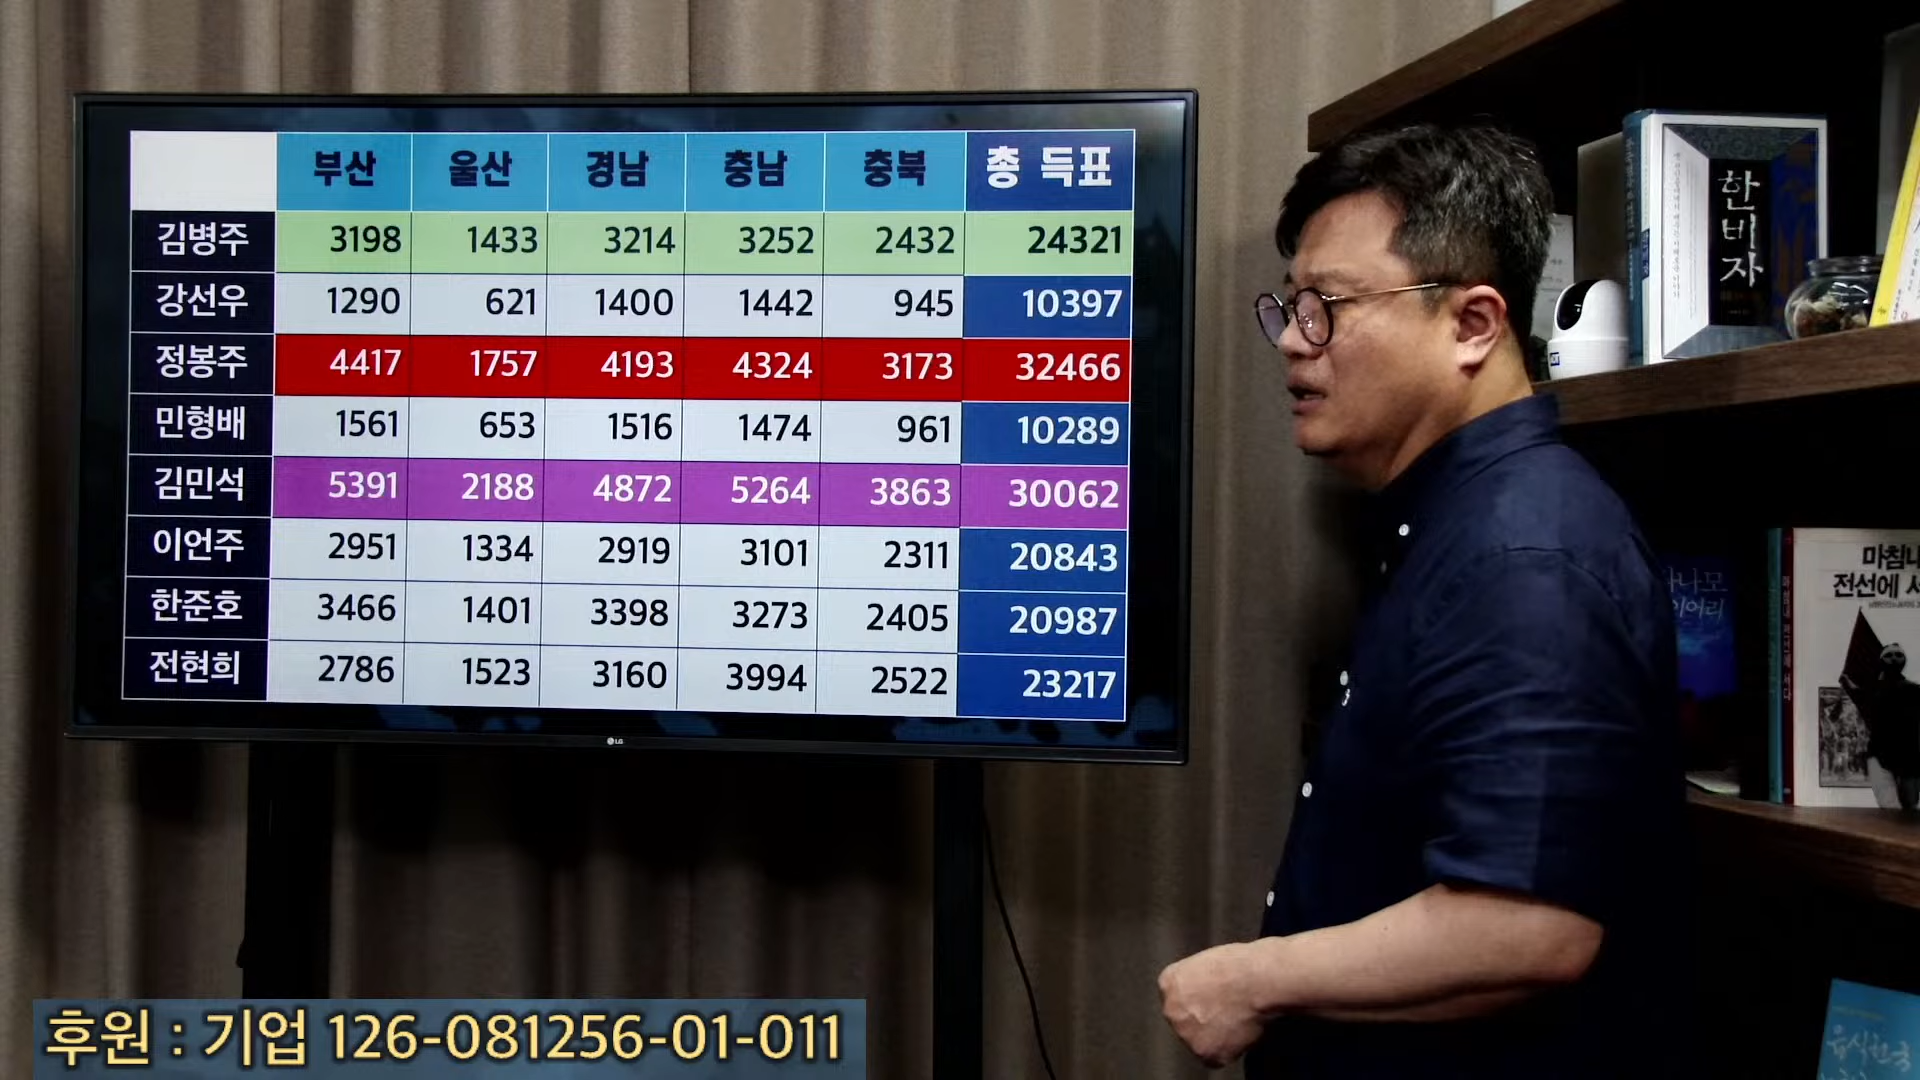 부산 울산 경남 충남 충북 총 득표
김병주 3198 1433 3214 3252 2432 24321
강선우 1290 621 1400 1442 945 10397
정봉주 4417 1757 4193 4324 3173 32466
민형배 1561 653 1516 1474 961 10289
김민석 5391 2188 4872 5264 3863 30062
이언주 2951 1334 2919 3101 2311 20843
한준호 3466 1401 3398 3273 2405 20987
전현희 2786 1523 3160 3994 2522 23217
LG
한비자
마침내
전선에 서
후원 : 기업 126-081256-01-011